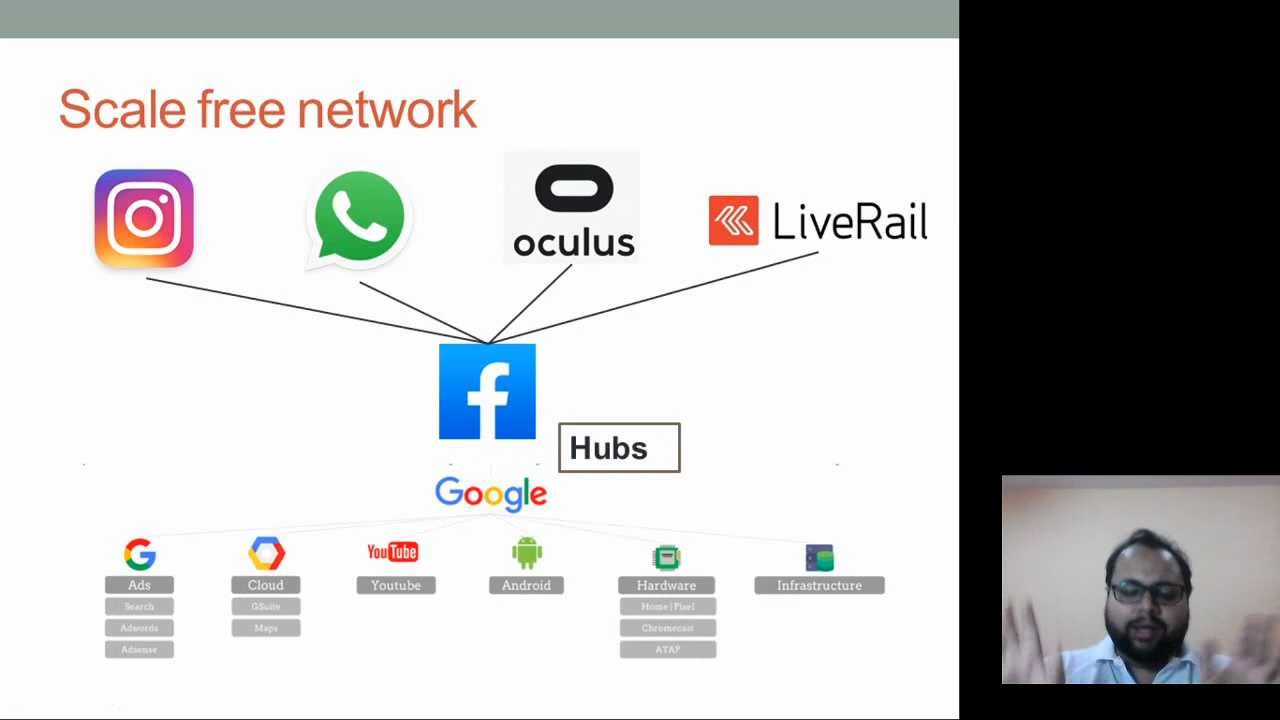 Scale free network
oculus
LiveRail
Hubs
Google
YouTube
Ads
Cloud
Youtube
Android
Hardware
Infrastructure
Search
GSuite
Home | Pixel
Adwords
Maps
Chromecast
Adsense
ATAP